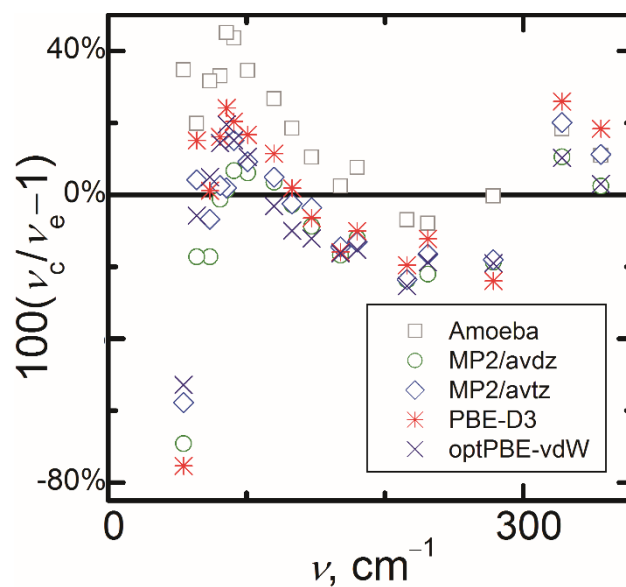 40%
0%
-80%
100(νc/νe−1)
Amoeba
MP2/avdz
MP2/avtz
PBE-D3
optPBE-vdW
0 300
ν, cm⁻¹